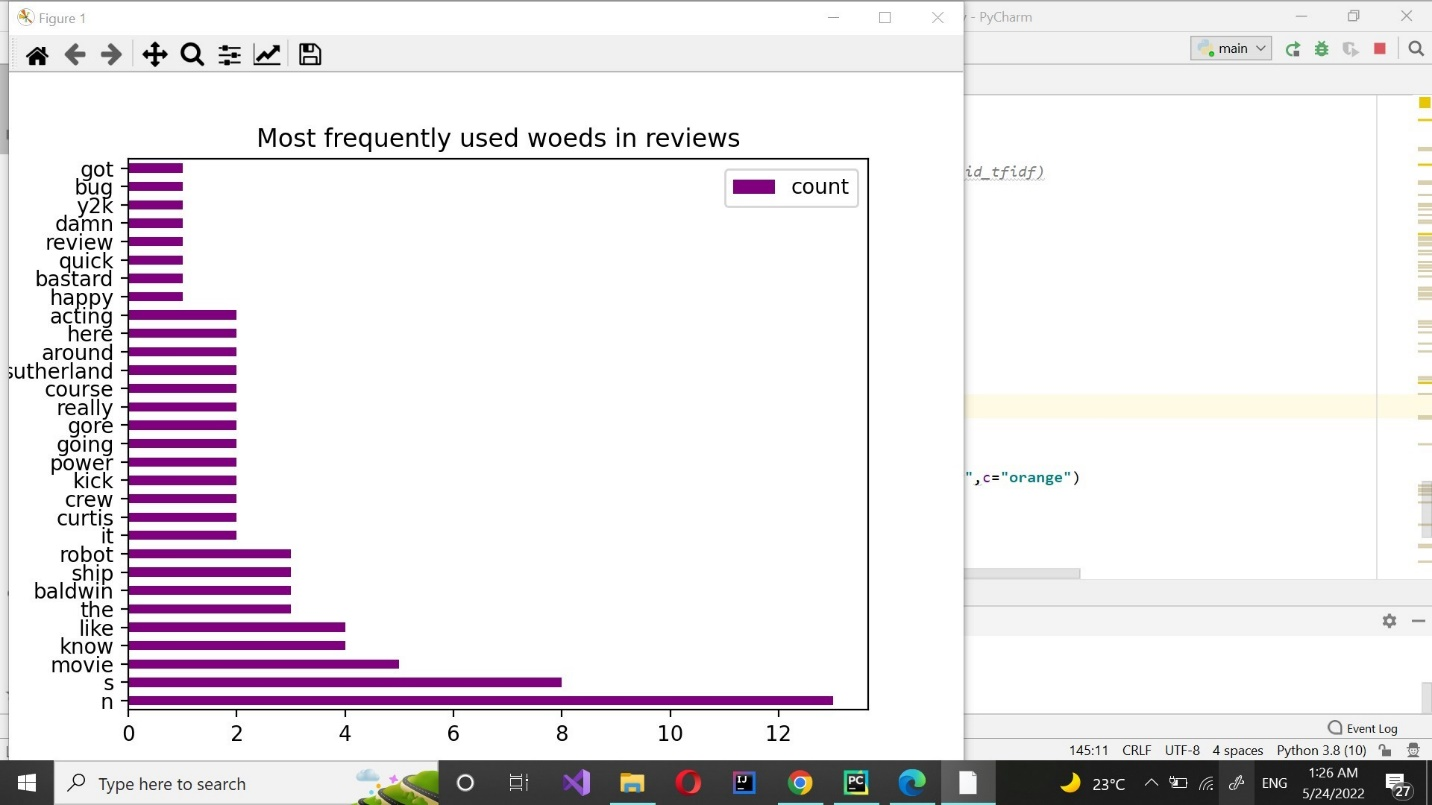 Figure 1
- PyCharm
main
Most frequently used woeds in reviews
count
got
bug
y2k
damn
review
quick
bastard
happy
acting
here
around
sutherland
course
really
gore
going
power
kick
crew
curtis
it
robot
ship
baldwin
the
like
know
movie
s
n
0 2 4 6 8 10 12
id_tfidf)
",c="orange")
Event Log
145:11 CRLF UTF-8 4 spaces Python 3.8 (10)
Type here to search
PC
23°C
ENG
1:26 AM
5/24/2022
27